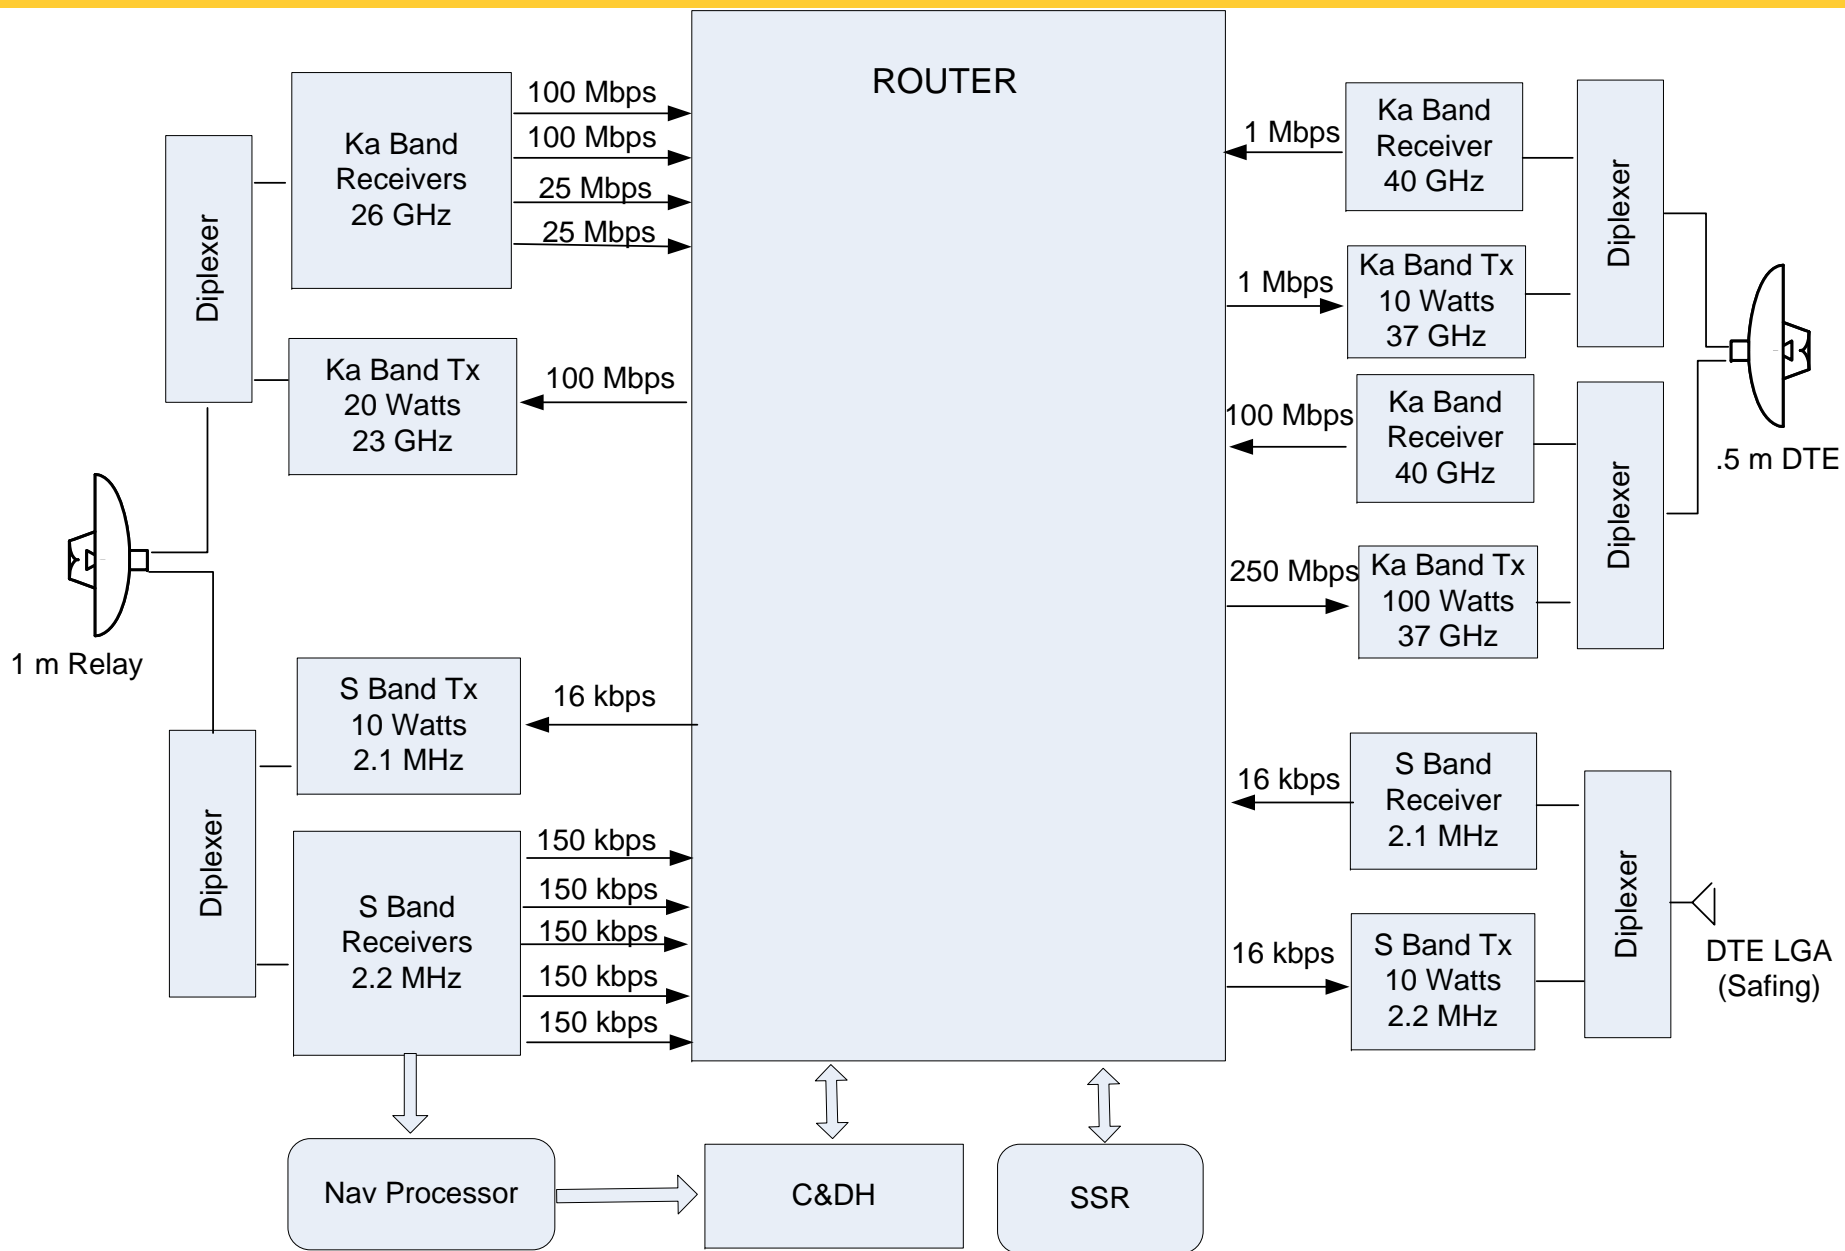 ROUTER
100 Mbps
100 Mbps
25 Mbps
25 Mbps
Ka Band
Receivers
26 GHz
Diplexer
Ka Band Tx
20 Watts
23 GHz
100 Mbps
1 m Relay
S Band Tx
10 Watts
2.1 MHz
16 kbps
Diplexer
S Band
Receivers
2.2 MHz
150 kbps
150 kbps
150 kbps
150 kbps
150 kbps
1 Mbps
Ka Band
Receiver
40 GHz
Diplexer
1 Mbps
Ka Band Tx
10 Watts
37 GHz
100 Mbps
Ka Band
Receiver
40 GHz
.5 m DTE
Diplexer
250 Mbps
Ka Band Tx
100 Watts
37 GHz
16 kbps
S Band
Receiver
2.1 MHz
Diplexer
16 kbps
S Band Tx
10 Watts
2.2 MHz
DTE LGA
(Safing)
Nav Processor
C&DH
SSR